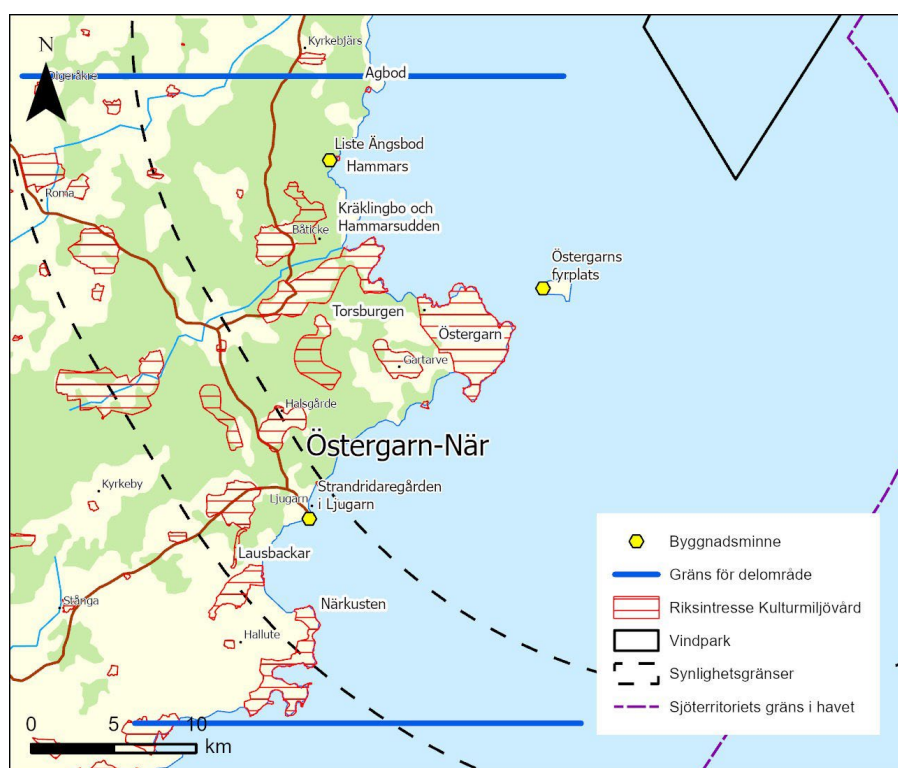 N
Kyrkebjärs
Digeråkre
Agbod
Liste Ängsbod
Hammars
Roma
Kräklingbo och
Hammarsudden
Båticke
Östergarns
fyrplats
Torsburgen
Östergarn
Gartarve
Halsgårde
Östergarn-När
Kyrkeby
Ljugarn
Strandridaregården
i Ljugarn
Lausbackar
Stånga
Närkusten
Hallute
0 5 10
km
Byggnadsminne
Gräns för delområde
Riksintresse Kulturmiljövård
Vindpark
Synlighetsgränser
Sjöterritoriets gräns i havet